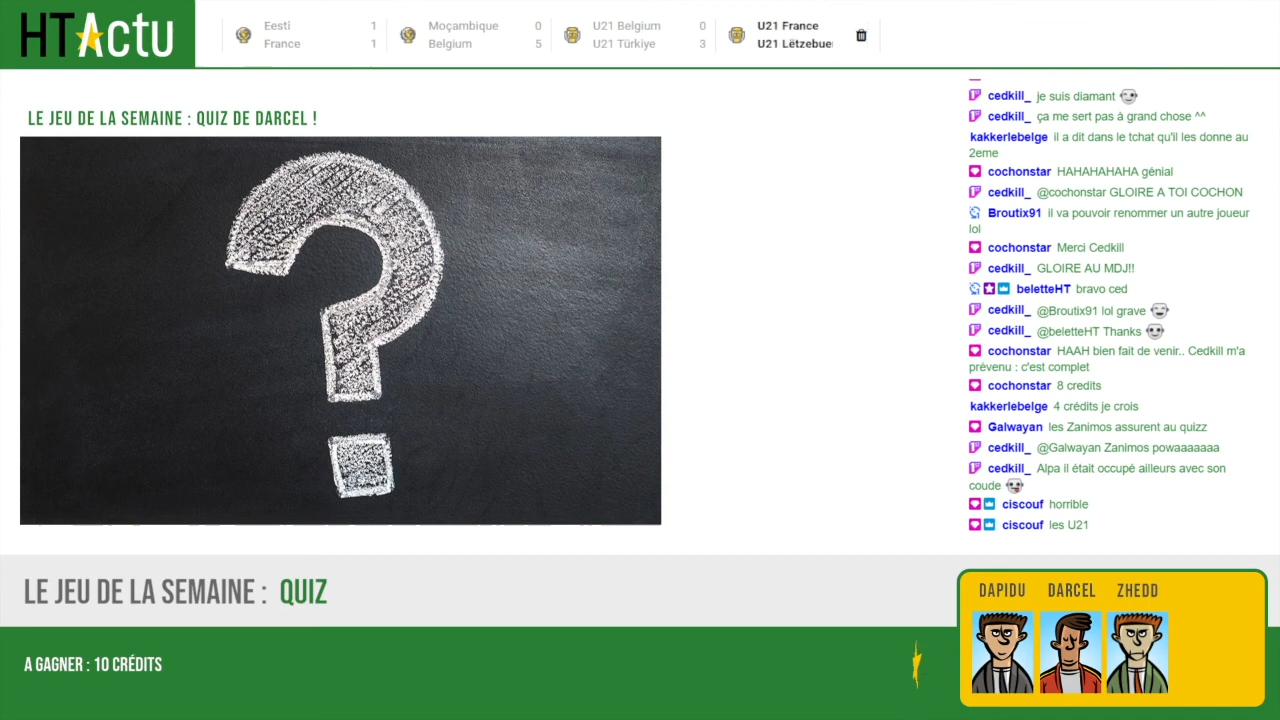 HTActu
Eesti 1
France 1
Moçambique 0
Belgium 5
U21 Belgium 0
U21 Türkiye 3
U21 France
U21 Lëtzebue
LE JEU DE LA SEMAINE : QUIZ DE DARCEL !
?
cedkill_ je suis diamant
cedkill_ ça me sert pas à grand chose ^^
kakkerlebelge il a dit dans le tchat qu'il les donne au
2eme
cochonstar HAHAHAHAHA génial
cedkill_ @cochonstar GLOIRE A TOI COCHON
Broutix91 il va pouvoir renommer un autre joueur
lol
cochonstar Merci Cedkill
cedkill_ GLOIRE AU MDJ!!
beletteHT bravo ced
cedkill_ @Broutix91 lol grave
cedkill_ @beletteHT Thanks
cochonstar HAAH bien fait de venir.. Cedkill m'a
prévenu : c'est complet
cochonstar 8 credits
kakkerlebelge 4 crédits je crois
Galwayan les Zanimos assurent au quizz
cedkill_ @Galwayan Zanimos powaaaaaaa
cedkill_ Alpa il était occupé ailleurs avec son
coude
ciscouf horrible
ciscouf les U21
LE JEU DE LA SEMAINE : QUIZ
A GAGNER : 10 CRÉDITS
DAPIDU DARCEL ZHEDD